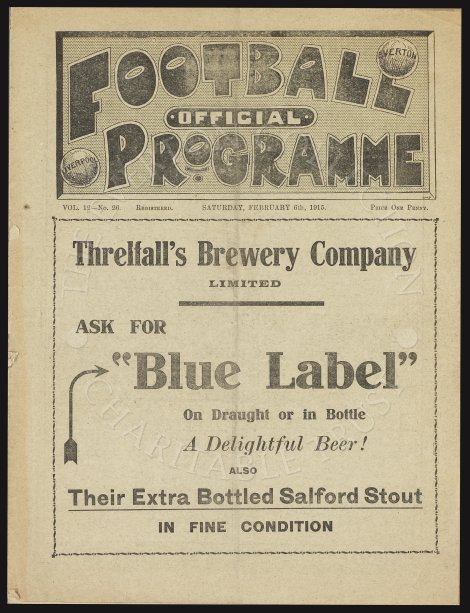 FOOTBALL
EVERTON
OFFICIAL
LIVERPOOL
PROGRAMME
VOL. 12—No. 26. REGISTERED. SATURDAY, FEBRUARY 6th, 1915. PRICE ONE PENNY.
Threlfall's Brewery Company
LIMITED
ASK FOR
"Blue Label"
On Draught or in Bottle
A Delightful Beer!
ALSO
Their Extra Bottled Salford Stout
IN FINE CONDITION
CHARITABLE